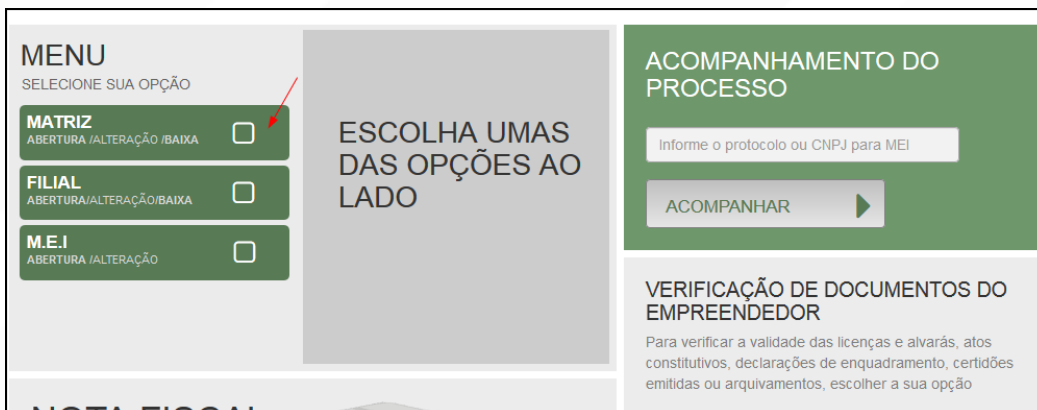 MENU
SELECIONE SUA OPÇÃO
MATRIZ
ABERTURA /ALTERAÇÃO /BAIXA
FILIAL
ABERTURA/ALTERAÇÃO/BAIXA
M.E.I
ABERTURA /ALTERAÇÃO
ESCOLHA UMAS
DAS OPÇÕES AO
LADO
ACOMPANHAMENTO DO
PROCESSO
Informe o protocolo ou CNPJ para MEI
ACOMPANHAR
VERIFICAÇÃO DE DOCUMENTOS DO
EMPREENDEDOR
Para verificar a validade das licenças e alvarás, atos
constitutivos, declarações de enquadramento, certidões
emitidas ou arquivamentos, escolher a sua opção
NOTA FISCAL